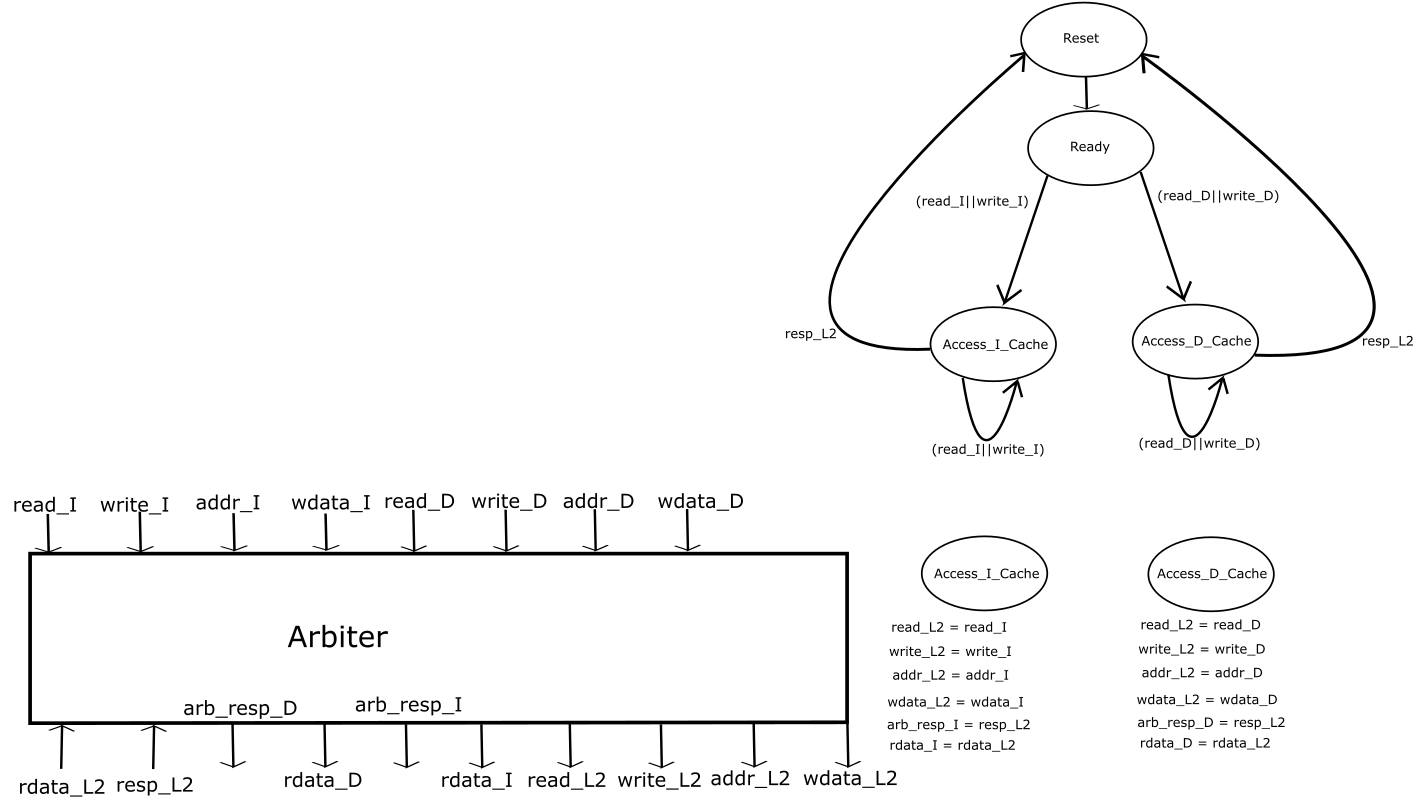 Reset
Ready
(read_I||write_I)
(read_D||write_D)
resp_L2
Access_I_Cache
Access_D_Cache
resp_L2
(read_I||write_I)
(read_D||write_D)
read_I
write_I
addr_I
wdata_I
read_D
write_D
addr_D
wdata_D
Arbiter
arb_resp_D
arb_resp_I
rdata_L2
resp_L2
rdata_D
rdata_I
read_L2
write_L2
addr_L2
wdata_L2
Access_I_Cache
read_L2 = read_I
write_L2 = write_I
addr_L2 = addr_I
wdata_L2 = wdata_I
arb_resp_I = resp_L2
rdata_I = rdata_L2
Access_D_Cache
read_L2 = read_D
write_L2 = write_D
addr_L2 = addr_D
wdata_L2 = wdata_D
arb_resp_D = resp_L2
rdata_D = rdata_L2